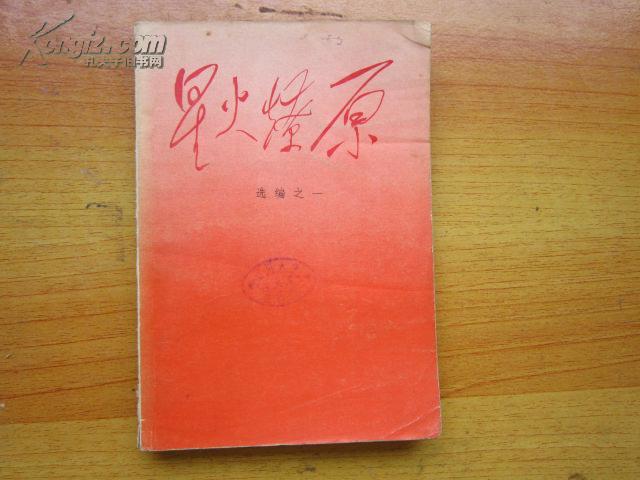 Kongfz.com
孔夫子旧书网
星火燎原
选编之一